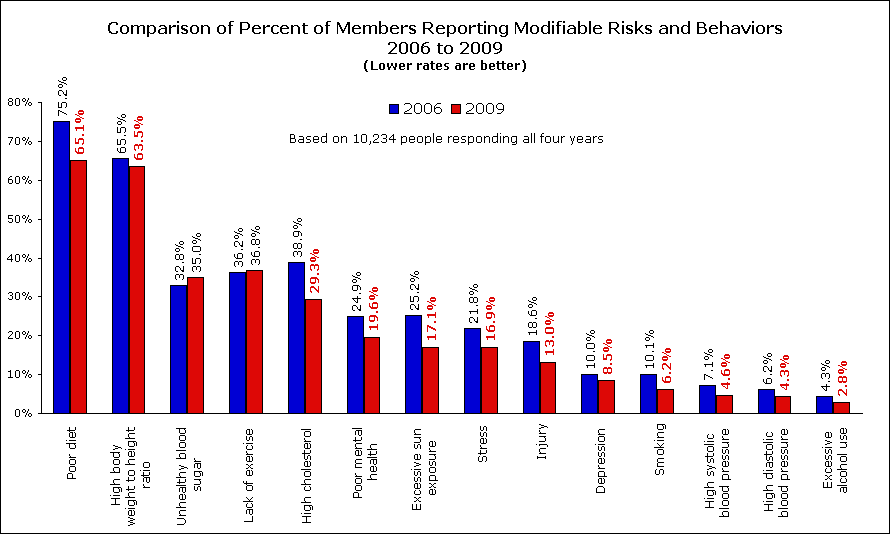 Comparison of Percent of Members Reporting Modifiable Risks and Behaviors
2006 to 2009
(Lower rates are better)
2006 2009
Based on 10,234 people responding all four years
80%
70%
60%
50%
40%
30%
20%
10%
0%
75.2% 65.1%
65.5% 63.5%
32.8% 35.0%
36.2% 36.8%
38.9% 29.3%
24.9% 19.6%
25.2% 17.1%
21.8% 16.9%
18.6% 13.0%
10.0% 8.5%
10.1% 6.2%
7.1% 4.6%
6.2% 4.3%
4.3% 2.8%
Poor diet
High body
weight to height
ratio
Unhealthy blood
sugar
Lack of exercise
High cholesterol
Poor mental
health
Excessive sun
exposure
Stress
Injury
Depression
Smoking
High systolic
blood pressure
High diastolic
blood pressure
Excessive
alcohol use